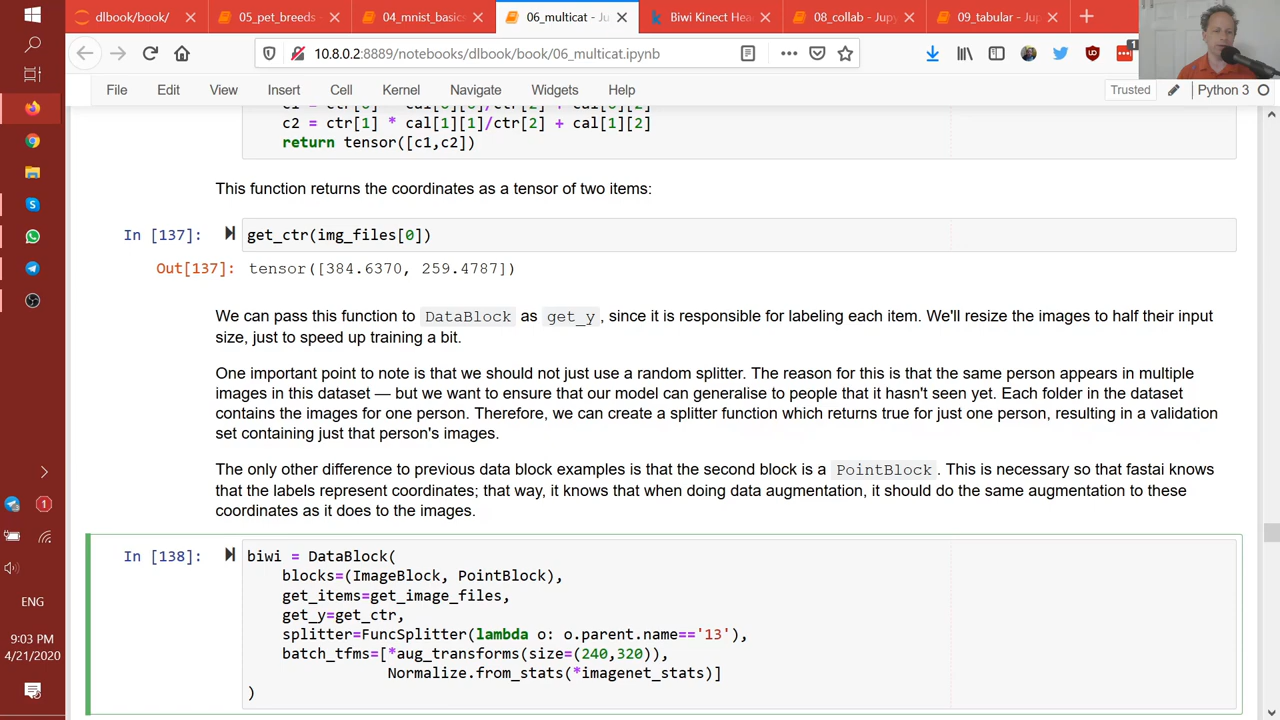 dlbook/book/
05_pet_breeds -
04_mnist_basics
06_multicat - Ju
Biwi Kinect Hea
08_collab - Jupy
09_tabular - Jup
10.8.0.2:8889/notebooks/dlbook/book/06_multicat.ipynb
1
File Edit View Insert Cell Kernel Navigate Widgets Help
Trusted
Python 3
c2 = ctr[1] * cal[1][1]/ctr[2] + cal[1][2]
return tensor([c1,c2])
This function returns the coordinates as a tensor of two items:
In [137]: get_ctr(img_files[0])
Out[137]: tensor([384.6370, 259.4787])
We can pass this function to DataBlock as get_y, since it is responsible for labeling each item. We'll resize the images to half their input
size, just to speed up training a bit.
One important point to note is that we should not just use a random splitter. The reason for this is that the same person appears in multiple
images in this dataset — but we want to ensure that our model can generalise to people that it hasn't seen yet. Each folder in the dataset
contains the images for one person. Therefore, we can create a splitter function which returns true for just one person, resulting in a validation
set containing just that person's images.
The only other difference to previous data block examples is that the second block is a PointBlock. This is necessary so that fastai knows
that the labels represent coordinates; that way, it knows that when doing data augmentation, it should do the same augmentation to these
coordinates as it does to the images.
In [138]: biwi = DataBlock(
blocks=(ImageBlock, PointBlock),
get_items=get_image_files,
get_y=get_ctr,
splitter=FuncSplitter(lambda o: o.parent.name=='13'),
batch_tfms=[*aug_transforms(size=(240,320)),
Normalize.from_stats(*imagenet_stats)]
)
1
ENG
9:03 PM
4/21/2020